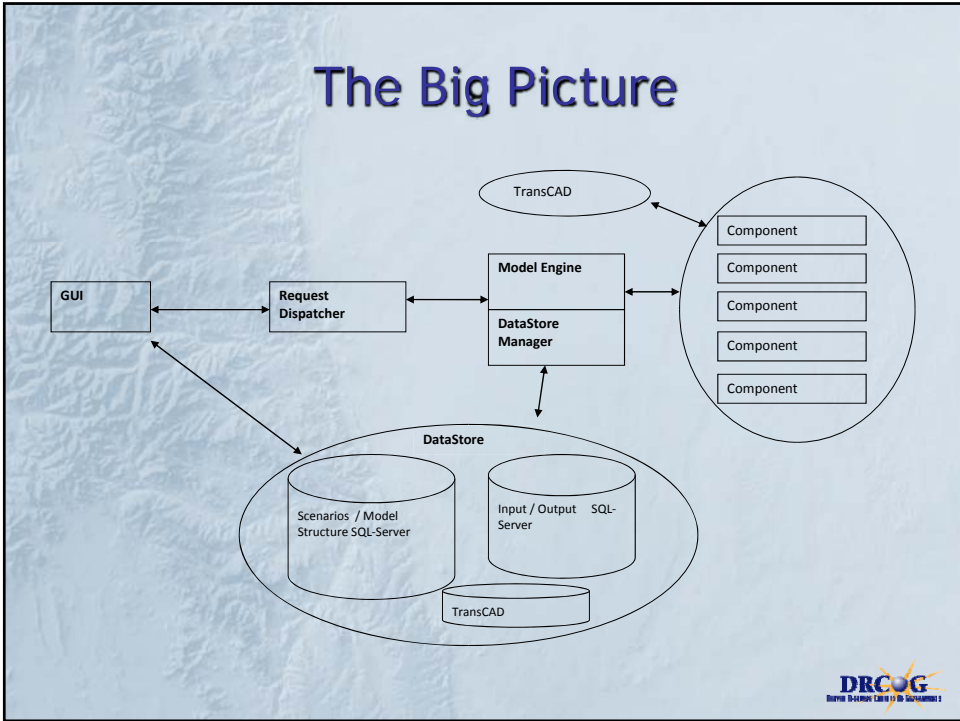 The Big Picture
TransCAD
Component
Component
Component
Component
Component
Model Engine
DataStore
Manager
GUI
Request
Dispatcher
DataStore
Scenarios / Model
Structure SQL-Server
Input / Output SQL-
Server
TransCAD
DRCOG